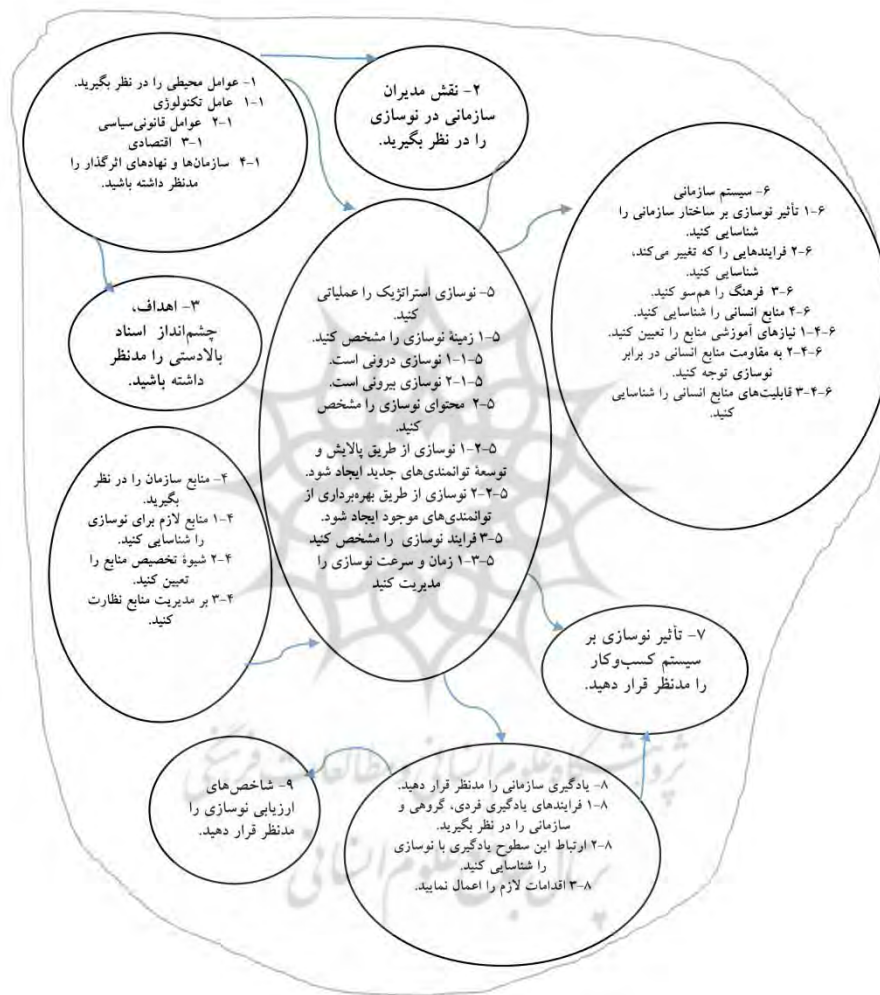 ۱- عوامل محیطی را در نظر بگیرید.
۱-۱ عامل تکنولوژی
۲-۱ عوامل قانونی‌سیاسی
۳-۱ اقتصادی
۴-۱ سازمان‌ها و نهادهای اثرگذار را
مدنظر داشته باشید.
۲- نقش مدیران
سازمانی در نوسازی
را در نظر بگیرید.
۳- اهداف،
چشم‌انداز اسناد
بالادستی را مدنظر
داشته باشید.
۴- منابع سازمان را در نظر
بگیرید.
۱-۴ منابع لازم برای نوسازی
را شناسایی کنید.
۲-۴ شیوهٔ تخصیص منابع را
تعیین کنید.
۳-۴ بر مدیریت منابع نظارت
کنید.
۵- نوسازی استراتژیک را عملیاتی
کنید.
۱-۵ زمینهٔ نوسازی را مشخص کنید.
۱-۱-۵ نوسازی درونی است.
۲-۱-۵ نوسازی بیرونی است.
۲-۵ محتوای نوسازی را مشخص
کنید.
۱-۲-۵ نوسازی از طریق پالایش و
توسعهٔ توانمندی‌های جدید ایجاد شود.
۲-۲-۵ نوسازی از طریق بهره‌برداری از
توانمندی‌های موجود ایجاد شود.
۳-۵ فرایند نوسازی را مشخص کنید
۱-۳-۵ زمان و سرعت نوسازی را
مدیریت کنید
۶- سیستم سازمانی
۱-۶ تأثیر نوسازی بر ساختار سازمانی را
شناسایی کنید.
۲-۶ فرایندهایی را که تغییر می‌کند،
شناسایی کنید.
۳-۶ فرهنگ را هم‌سو کنید.
۴-۶ منابع انسانی را شناسایی کنید.
۱-۴-۶ نیازهای آموزشی منابع را تعیین کنید.
۲-۴-۶ به مقاومت منابع انسانی در برابر
نوسازی توجه کنید.
۳-۴-۶ قابلیت‌های منابع انسانی را شناسایی
کنید.
۷- تأثیر نوسازی بر
سیستم کسب‌وکار
را مدنظر قرار دهید.
۸- یادگیری سازمانی را مدنظر قرار دهید.
۱-۸ فرایندهای یادگیری فردی، گروهی و
سازمانی را در نظر بگیرید.
۲-۸ ارتباط این سطوح یادگیری با نوسازی
را شناسایی کنید.
۳-۸ اقدامات لازم را اعمال نمایید.
۹- شاخص‌های
ارزیابی نوسازی را
مدنظر قرار دهید.
پژوهشگاه علوم انسانی و مطالعات فرهنگی
پرتال جامع علوم انسانی